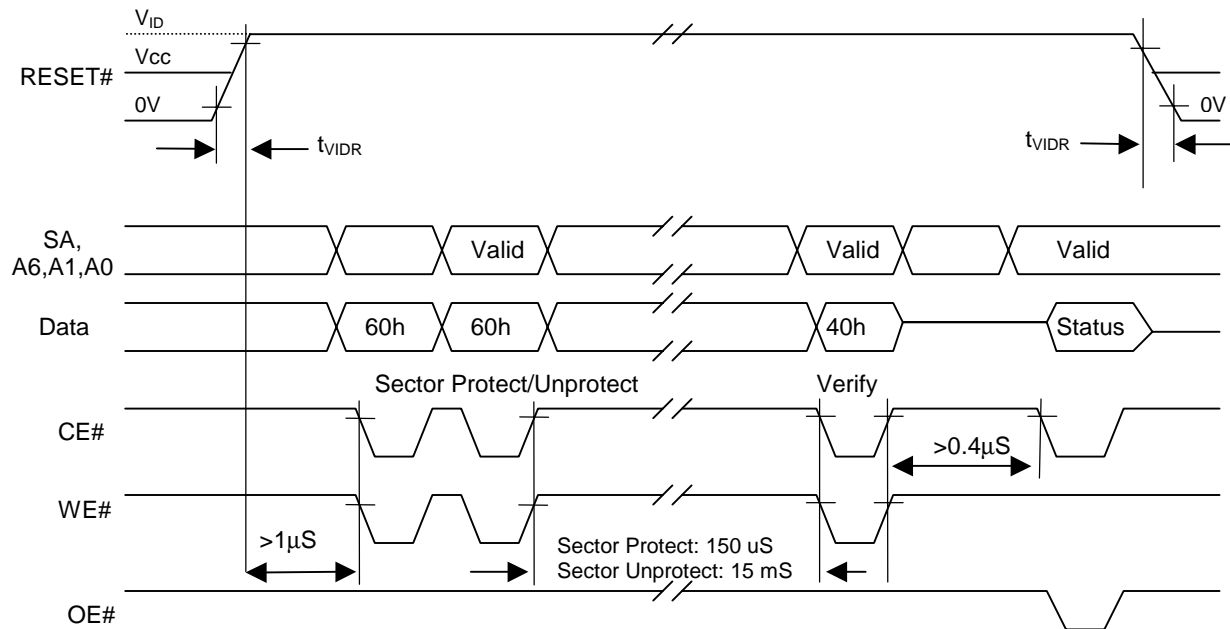 VID
Vcc
RESET#
0V
0V
tVIDR
tVIDR
SA,
A6,A1,A0
Valid
Valid
Valid
Data
60h
60h
40h
Status
Sector Protect/Unprotect
Verify
CE#
>0.4μS
WE#
>1μS
Sector Protect: 150 uS
Sector Unprotect: 15 mS
OE#